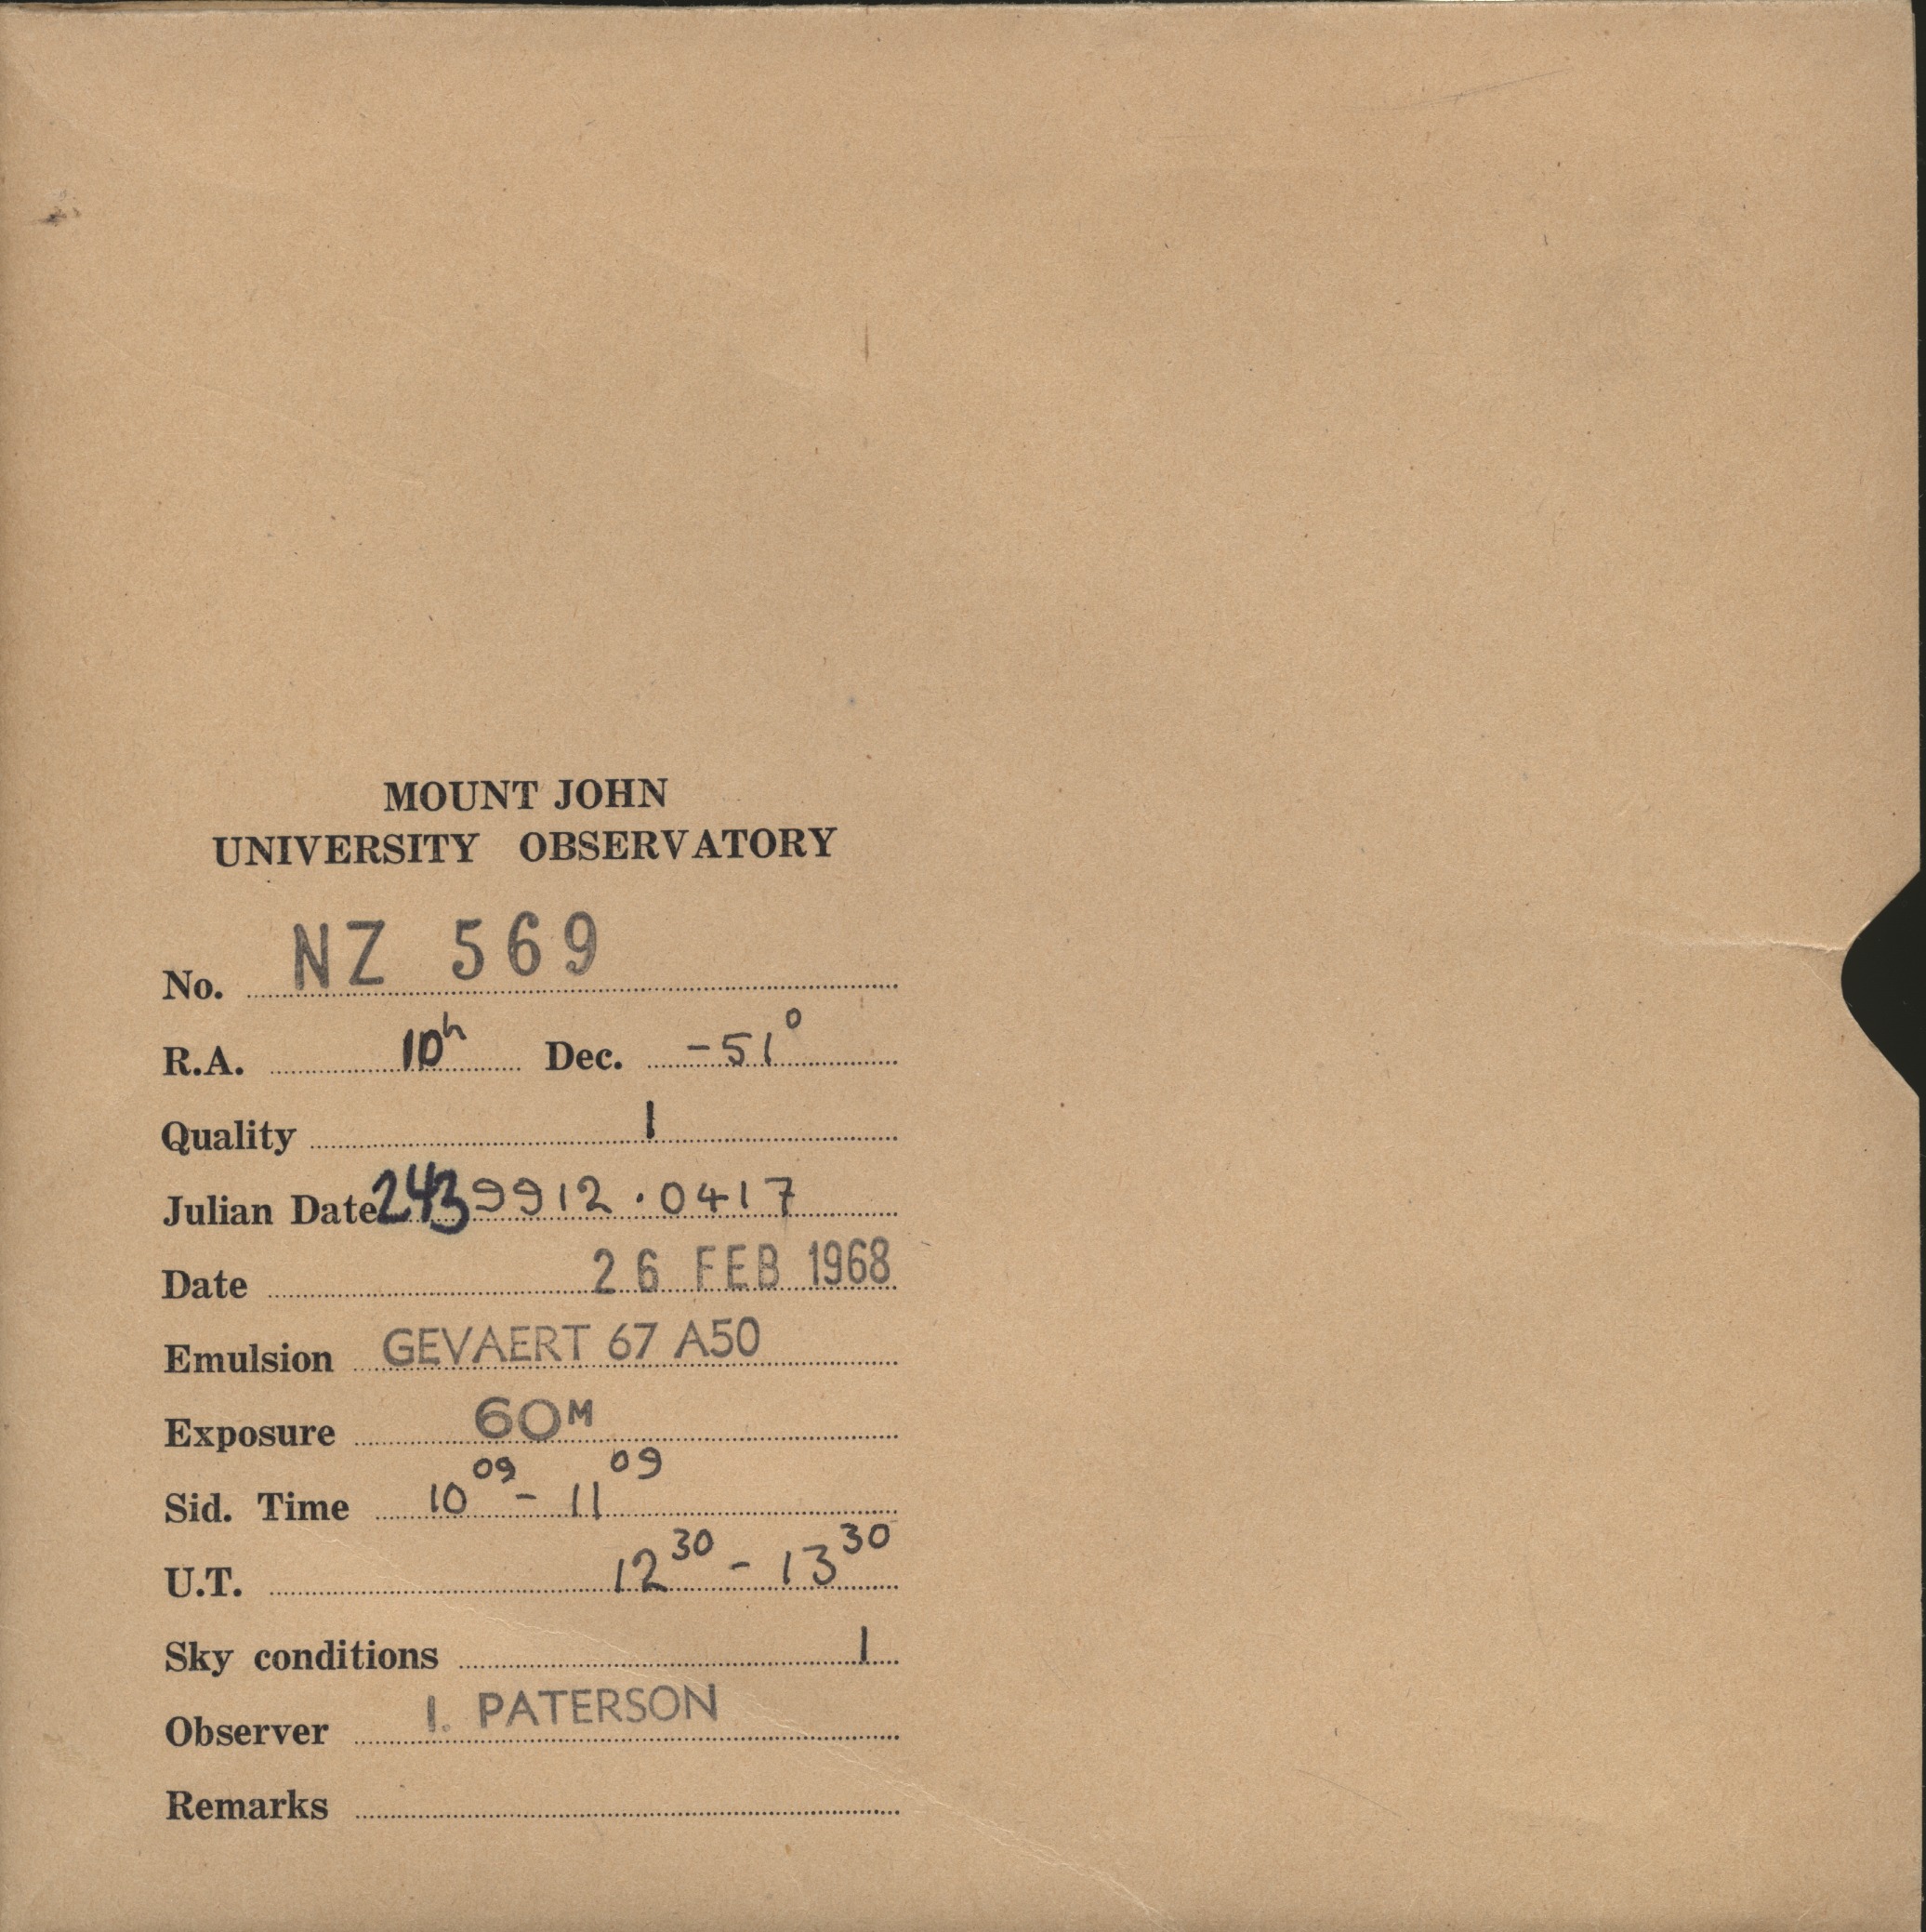 MOUNT JOHN
UNIVERSITY OBSERVATORY
No. NZ 569
R.A. 10h Dec. -51°
Quality 1
Julian Date 2439912.0417
Date 26 FEB 1968
Emulsion GEVAERT 67 A50
Exposure 60M
Sid. Time 10 09 - 11 09
U.T. 12 30 - 13 30
Sky conditions 1
Observer I. PATERSON
Remarks